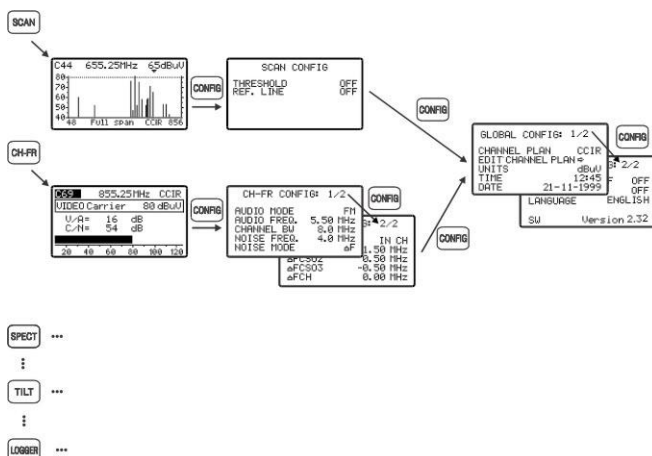 SCAN
C44 655.25MHz 65dBuV
80
70
60
50
40
48 Full span CCIR 856
CONFIG
SCAN CONFIG
THRESHOLD OFF
REF. LINE OFF
CONFIG
GLOBAL CONFIG: 1/2
CHANNEL PLAN CCIR
EDIT CHANNEL PLAN
UNITS dBuV
TIME 12:45
DATE 21-11-1999
CONFIG
G: 2/2
F OFF
OFF
LANGUAGE ENGLISH
SW Version 2.32
CH-FR
C69 855.25MHz CCIR
VIDEO Carrier 80 dBuV
V/A= 16 dB
C/N= 54 dB
20 40 60 80 100 120
CONFIG
CH-FR CONFIG: 1/2
AUDIO MODE FM
AUDIO FREQ. 5.50 MHz
CHANNEL BW 8.0 MHz
NOISE FREQ. 4.0 MHz
NOISE MODE ΔF
CONFIG
G: 2/2
IN CH
1.50 MHz
ΔFCSO2 0.50 MHz
ΔFCSO3 -0.50 MHz
ΔFCH 0.00 MHz
CONFIG
SPECT ...
TILT ...
LOGGER ...